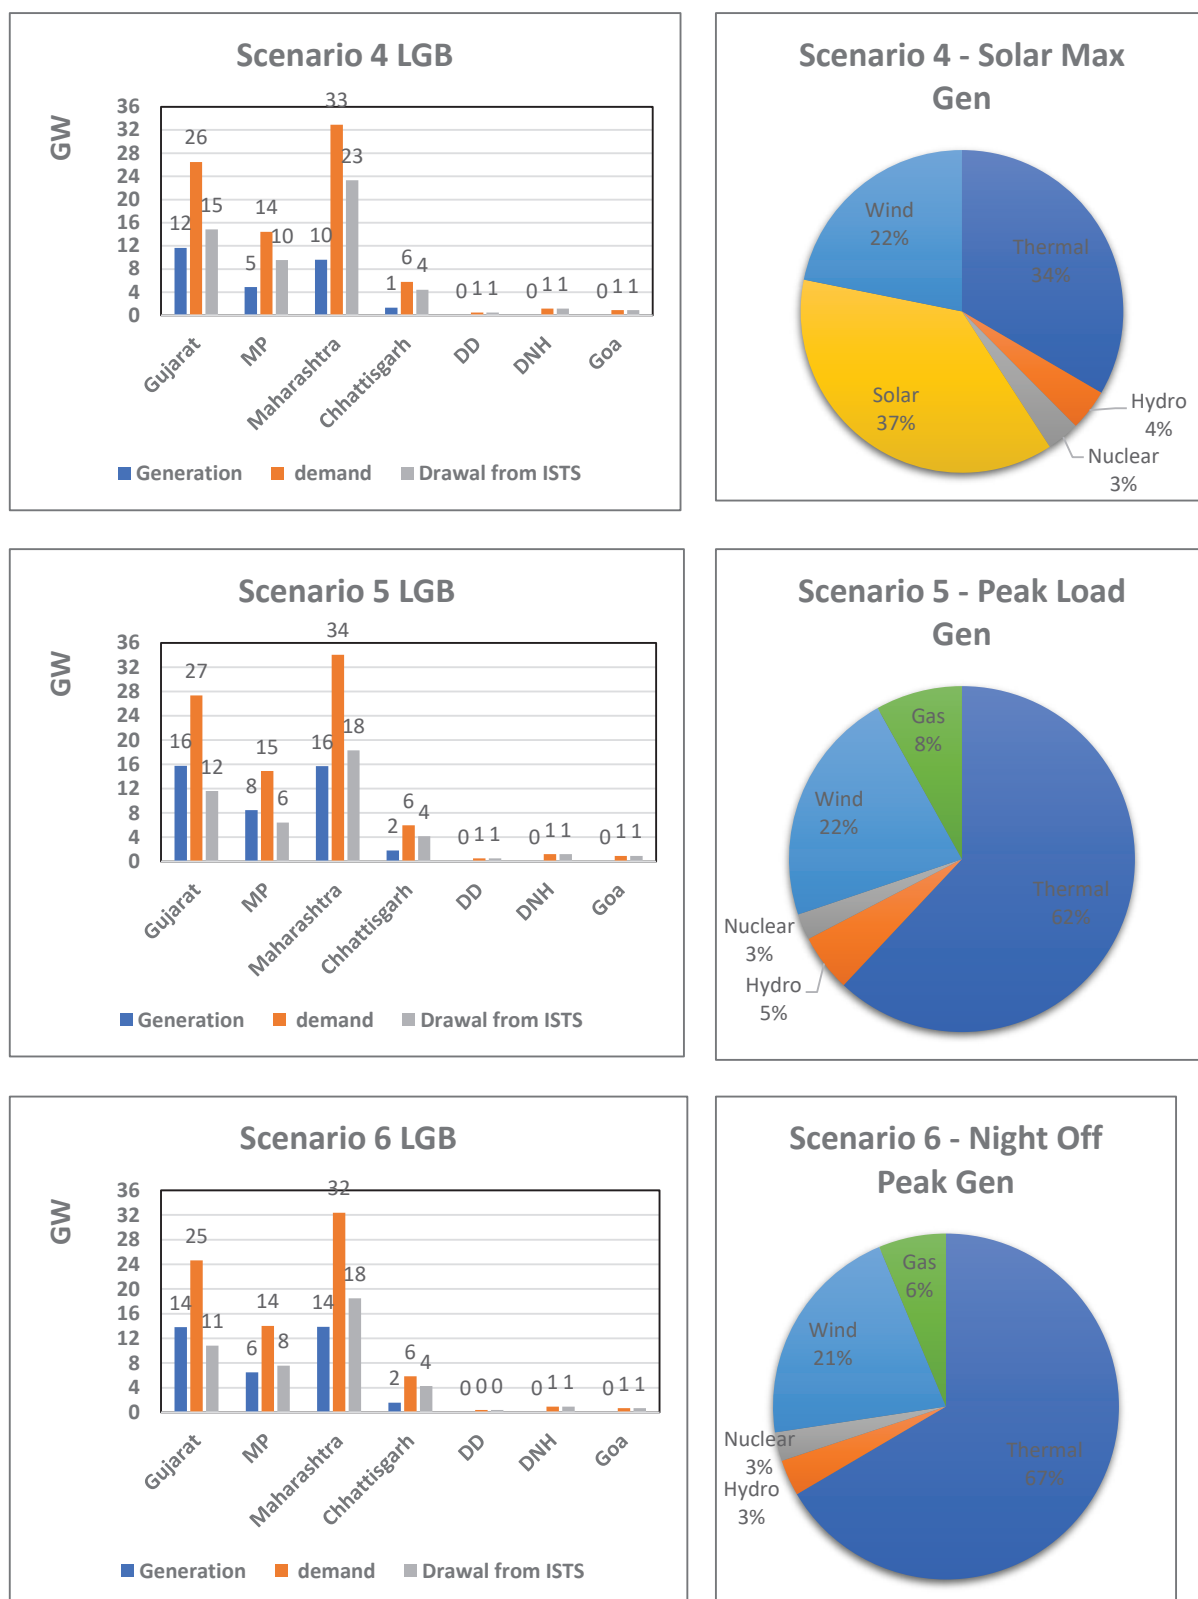 Scenario 4 LGB
GW
36
32
28
24
20
16
12
8
4
0
12
26
15
5
14
10
10
33
23
1
6
4
0 1 1
0 1 1
0 1 1
Gujarat
MP
Maharashtra
Chhattisgarh
DD
DNH
Goa
Generation demand Drawal from ISTS
Scenario 4 - Solar Max
Gen
Wind
22%
Thermal
34%
Solar
37%
Hydro
4%
Nuclear
3%
Scenario 5 LGB
GW
36
32
28
24
20
16
12
8
4
0
16
27
12
8
15
6
16
34
18
2
6
4
0 1 1
0 1 1
0 1 1
Gujarat
MP
Maharashtra
Chhattisgarh
DD
DNH
Goa
Generation demand Drawal from ISTS
Scenario 5 - Peak Load
Gen
Gas
8%
Wind
22%
Thermal
62%
Nuclear
3%
Hydro
5%
Scenario 6 LGB
GW
36
32
28
24
20
16
12
8
4
0
14
25
11
6
14
8
14
32
18
2
6
4
0 0 0
0 1 1
0 1 1
Gujarat
MP
Maharashtra
Chhattisgarh
DD
DNH
Goa
Generation demand Drawal from ISTS
Scenario 6 - Night Off
Peak Gen
Gas
6%
Wind
21%
Thermal
67%
Nuclear
3%
Hydro
3%